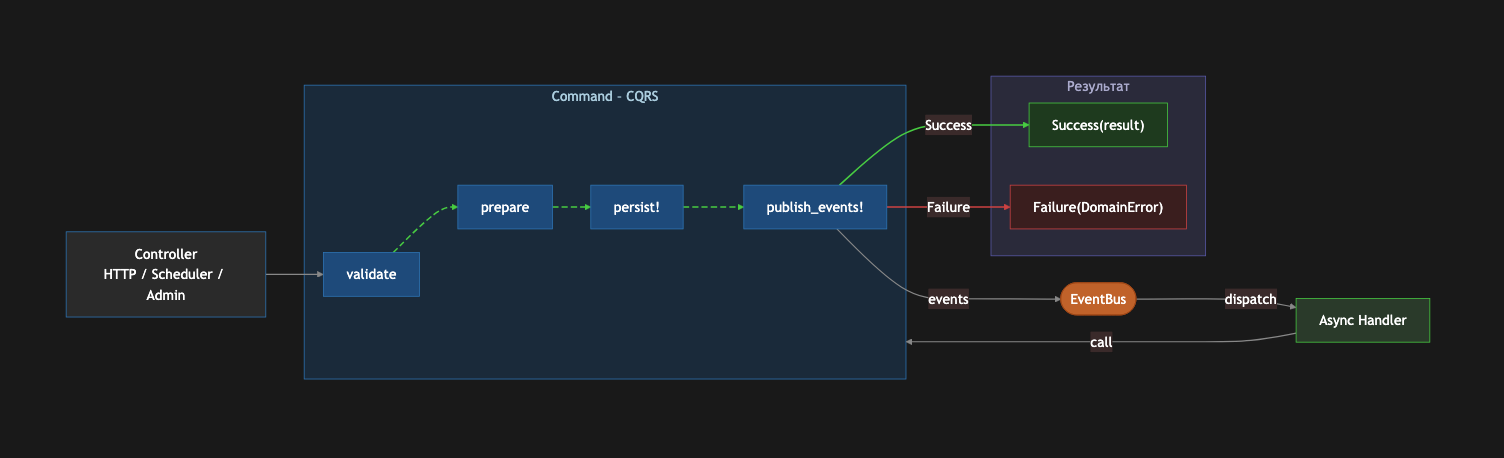 Command - CQRS
Результат
Success
Success(result)
prepare
persist!
publish_events!
Failure
Failure(DomainError)
Controller
HTTP / Scheduler /
Admin
validate
events
EventBus
dispatch
Async Handler
call